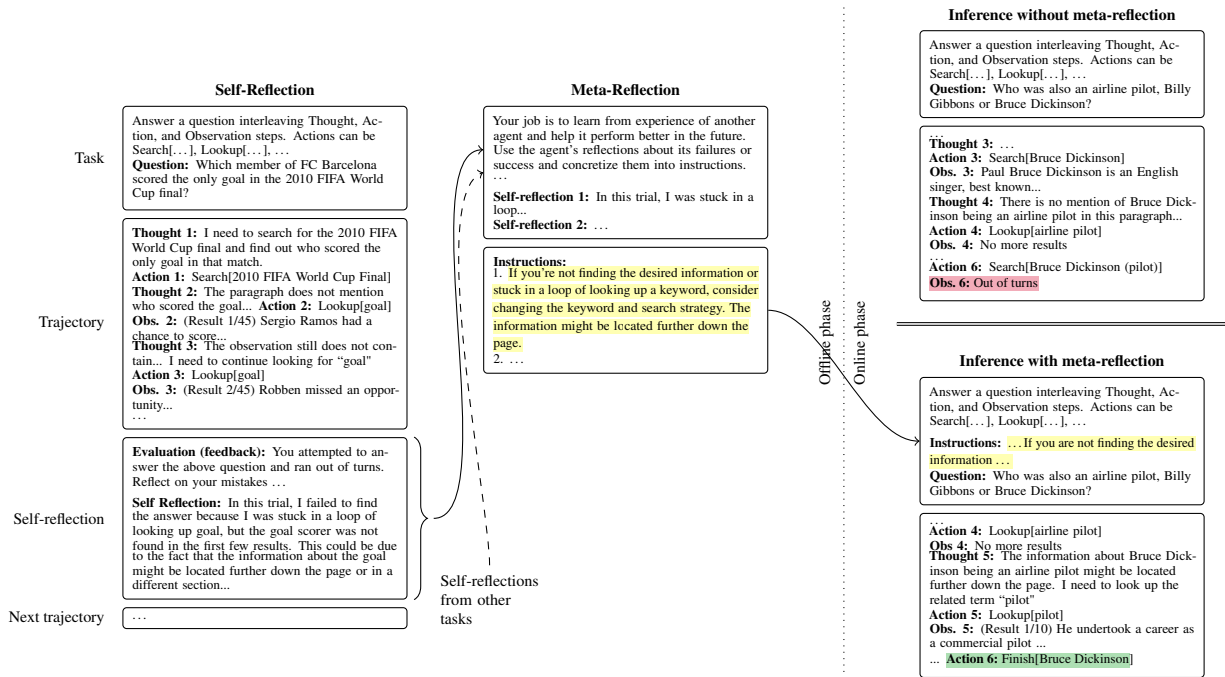 Self-Reflection
Task
Answer a question interleaving Thought, Ac-
tion, and Observation steps. Actions can be
Search[...], Lookup[...], ...
Question: Which member of FC Barcelona
scored the only goal in the 2010 FIFA World
Cup final?
Trajectory
Thought 1: I need to search for the 2010 FIFA
World Cup final and find out who scored the
only goal in that match.
Action 1: Search[2010 FIFA World Cup Final]
Thought 2: The paragraph does not mention
who scored the goal... Action 2: Lookup[goal]
Obs. 2: (Result 1/45) Sergio Ramos had a
chance to score...
Thought 3: The observation still does not con-
tain... I need to continue looking for “goal"
Action 3: Lookup[goal]
Obs. 3: (Result 2/45) Robben missed an oppor-
tunity...
...
Self-reflection
Evaluation (feedback): You attempted to an-
swer the above question and ran out of turns.
Reflect on your mistakes ...
Self Reflection: In this trial, I failed to find
the answer because I was stuck in a loop of
looking up goal, but the goal scorer was not
found in the first few results. This could be due
to the fact that the information about the goal
might be located further down the page or in a
different section...
Next trajectory
...
Meta-Reflection
Your job is to learn from experience of another
agent and help it perform better in the future.
Use the agent's reflections about its failures or
success and concretize them into instructions.
...
Self-reflection 1: In this trial, I was stuck in a
loop...
Self-reflection 2: ...
Instructions:
1. If you're not finding the desired information or
stuck in a loop of looking up a keyword, consider
changing the keyword and search strategy. The
information might be located further down the
page.
2. ...
Self-reflections
from other
tasks
Offline phase
Online phase
Inference without meta-reflection
Answer a question interleaving Thought, Ac-
tion, and Observation steps. Actions can be
Search[...], Lookup[...], ...
Question: Who was also an airline pilot, Billy
Gibbons or Bruce Dickinson?
...
Thought 3: ...
Action 3: Search[Bruce Dickinson]
Obs. 3: Paul Bruce Dickinson is an English
singer, best known...
Thought 4: There is no mention of Bruce Dick-
inson being an airline pilot in this paragraph...
Action 4: Lookup[airline pilot]
Obs. 4: No more results
...
Action 6: Search[Bruce Dickinson (pilot)]
Obs. 6: Out of turns
Inference with meta-reflection
Answer a question interleaving Thought, Ac-
tion, and Observation steps. Actions can be
Search[...], Lookup[...], ...
Instructions: ... If you are not finding the desired
information ...
Question: Who was also an airline pilot, Billy
Gibbons or Bruce Dickinson?
...
Action 4: Lookup[airline pilot]
Obs 4: No more results
Thought 5: The information about Bruce Dick-
inson being an airline pilot might be located
further down the page. I need to look up the
related term “pilot"
Action 5: Lookup[pilot]
Obs. 5: (Result 1/10) He undertook a career as
a commercial pilot ...
... Action 6: Finish[Bruce Dickinson]